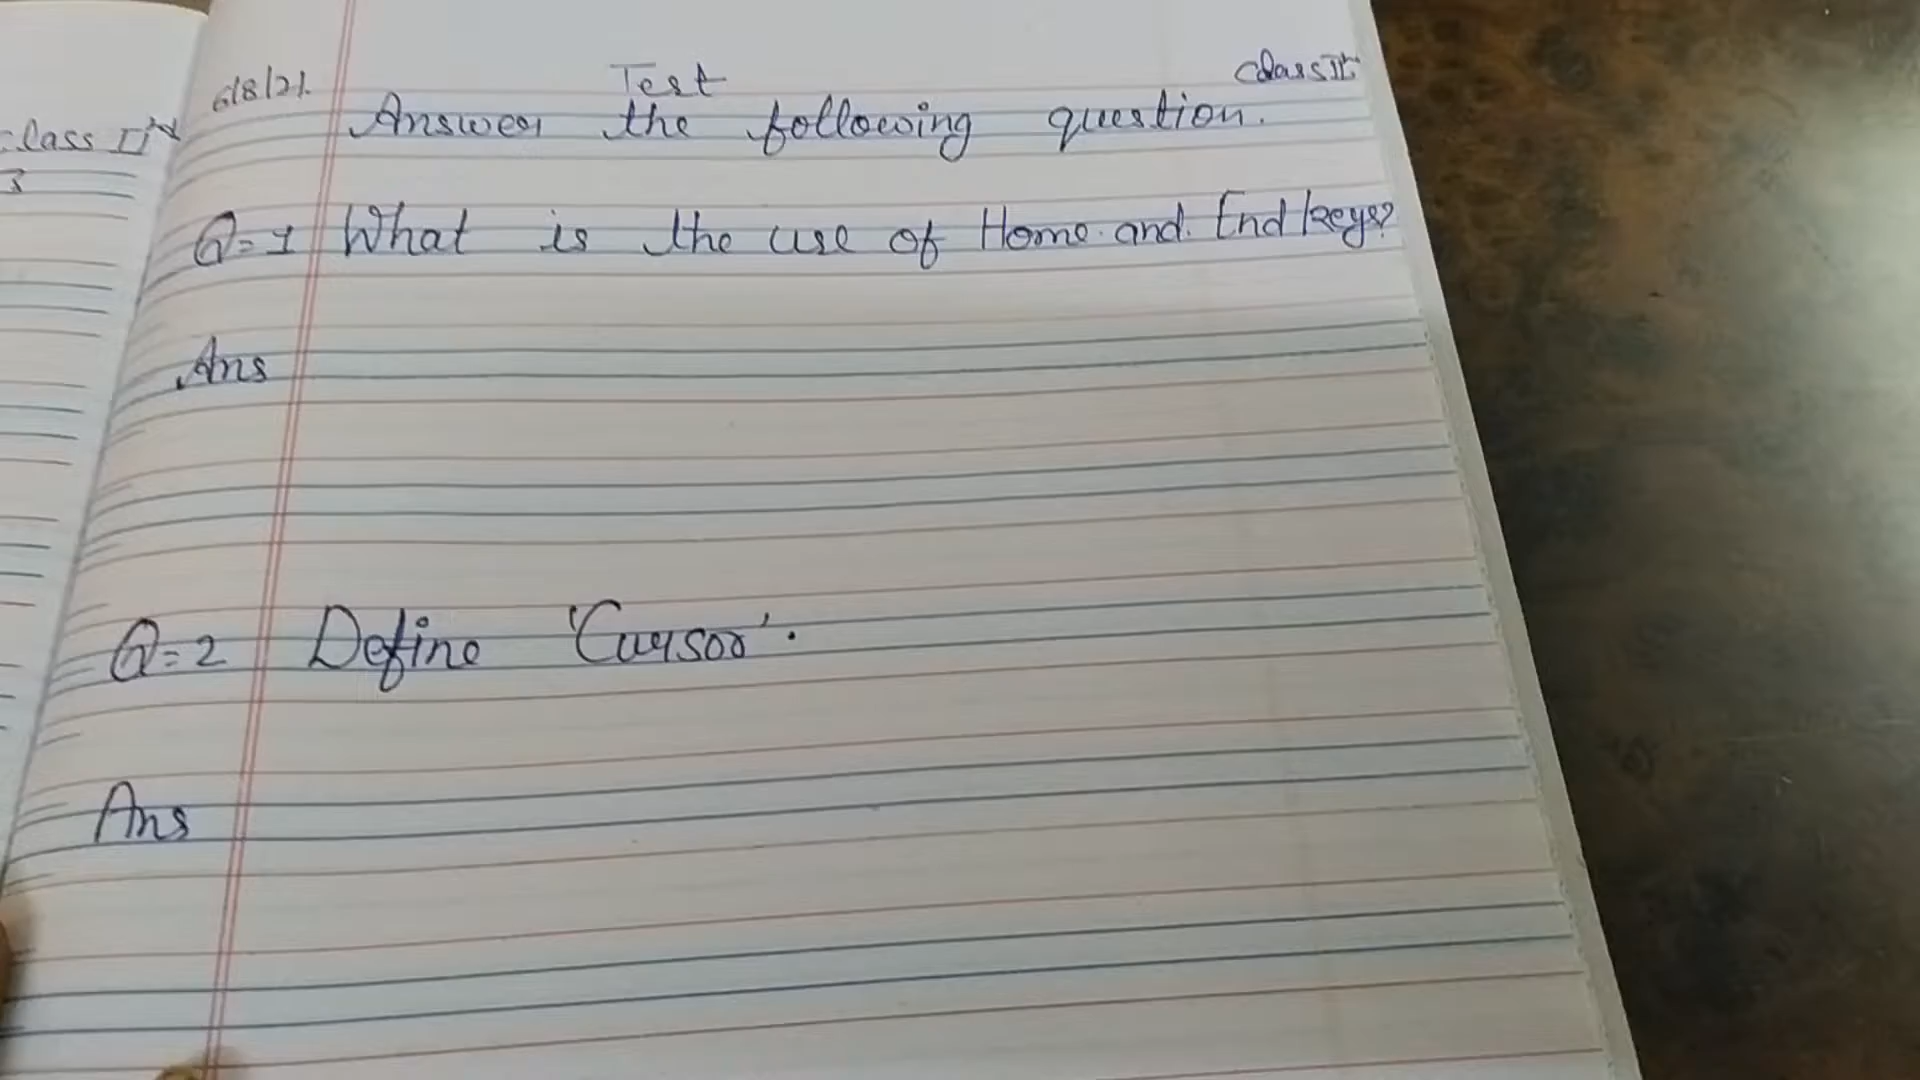 Class II
3
6/8/21.
Test
Class II
Answer the following question.
Q=1 What is the use of Home and End keys?
Ans
Q=2 Define 'Cursor'.
Ans